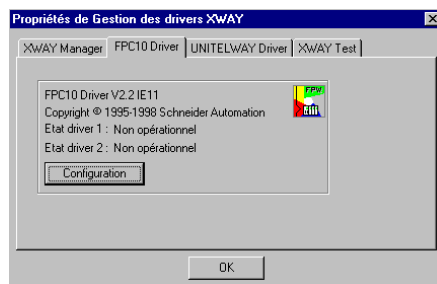 Propriétés de Gestion des drivers XWAY
XWAY Manager FPC10 Driver UNITELWAY Driver XWAY Test
FPC10 Driver V2.2 IE11
FPW
Copyright © 1995-1998 Schneider Automation
Etat driver 1 : Non opérationnel
Etat driver 2 : Non opérationnel
Configuration
OK